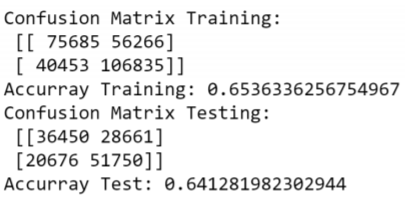 Confusion Matrix Training:
[[ 75685 56266]
[ 40453 106835]]
Accurray Training: 0.6536336256754967
Confusion Matrix Testing:
[[36450 28661]
[20676 51750]]
Accurray Test: 0.641281982302944